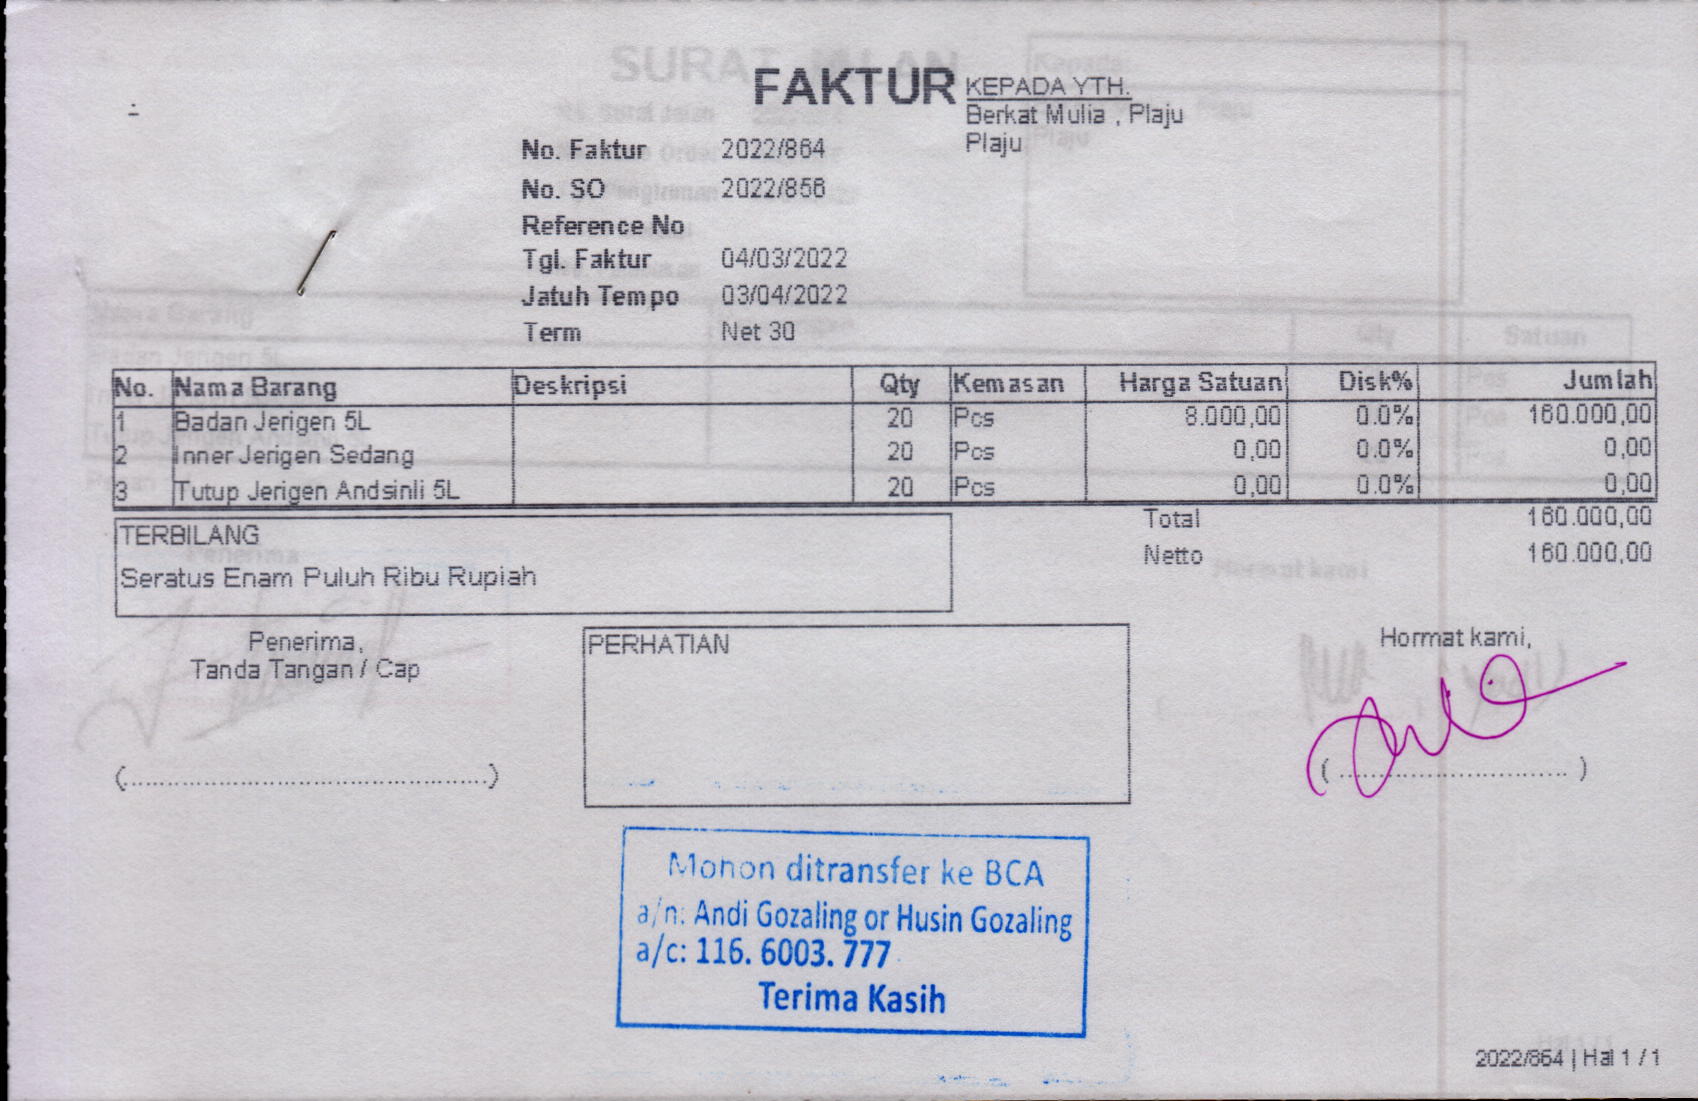 FAKTUR
KEPADA YTH.
Berkat Mulia , Plaju
Plaju
No. Faktur 2022/864
No. SO 2022/856
Reference No
Tgl. Faktur 04/03/2022
Jatuh Tempo 03/04/2022
Term Net 30
No. Nama Barang Deskripsi Qty Kemasan Harga Satuan Disk% Jumlah
1 Badan Jerigen 5L 20 Pcs 8.000,00 0.0% 160.000,00
2 Inner Jerigen Sedang 20 Pcs 0,00 0.0% 0,00
3 Tutup Jerigen Andsinli 5L 20 Pcs 0,00 0.0% 0,00
Total 160.000,00
Netto 160.000,00
TERBILANG
Seratus Enam Puluh Ribu Rupiah
Penerima,
Tanda Tangan / Cap
PERHATIAN
Hormat kami,
Mohon ditransfer ke BCA
a/n: Andi Gozaling or Husin Gozaling
a/c: 116. 6003. 777
Terima Kasih
2022/864 | Hal 1 / 1